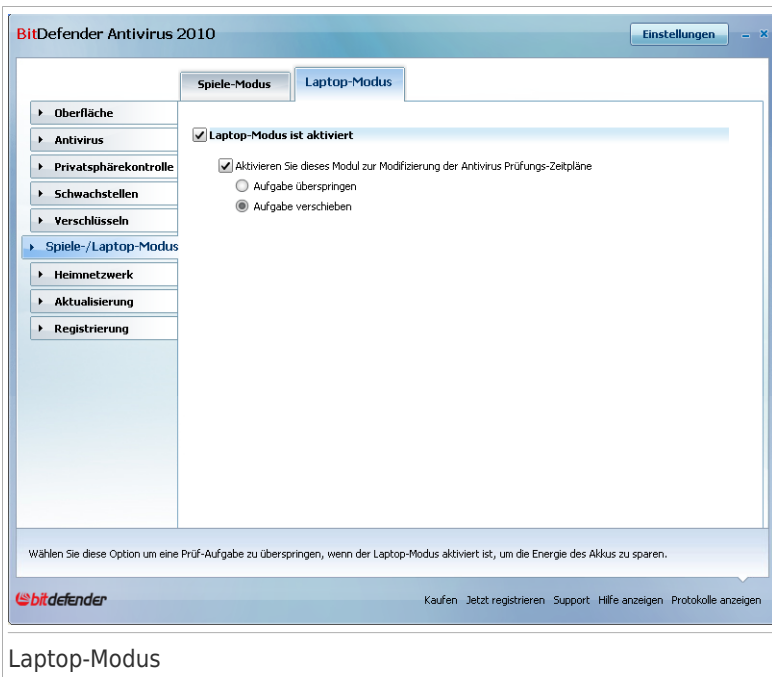 BitDefender Antivirus 2010
Einstellungen
Spiele-Modus
Laptop-Modus
Oberfläche
Antivirus
Privatsphärekontrolle
Schwachstellen
Verschlüsseln
Spiele-/Laptop-Modus
Heimnetzwerk
Aktualisierung
Registrierung
Laptop-Modus ist aktiviert
Aktivieren Sie dieses Modul zur Modifizierung der Antivirus Prüfungs-Zeitpläne
Aufgabe überspringen
Aufgabe verschieben
Wählen Sie diese Option um eine Prüf-Aufgabe zu überspringen, wenn der Laptop-Modus aktiviert ist, um die Energie des Akkus zu sparen.
bitdefender
Kaufen Jetzt registrieren Support Hilfe anzeigen Protokolle anzeigen
Laptop-Modus